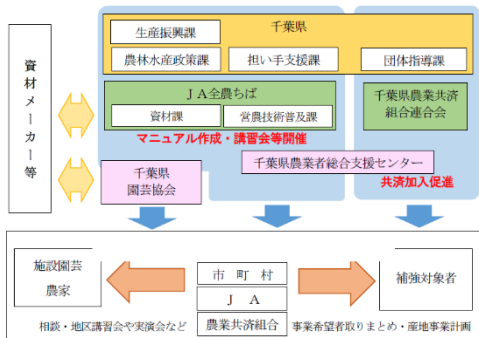 千葉県
生産振興課
農林水産政策課
担い手支援課
団体指導課
資材メーカー等
ＪＡ全農ちば
資材課
営農技術普及課
千葉県農業共済
組合連合会
マニュアル作成・講習会等開催
千葉県農業者総合支援センター
千葉県
園芸協会
共済加入促進
施設園芸
農家
市町村
ＪＡ
農業共済組合
補強対象者
相談・地区講習会や実演会など
事業希望者取りまとめ・産地事業計画